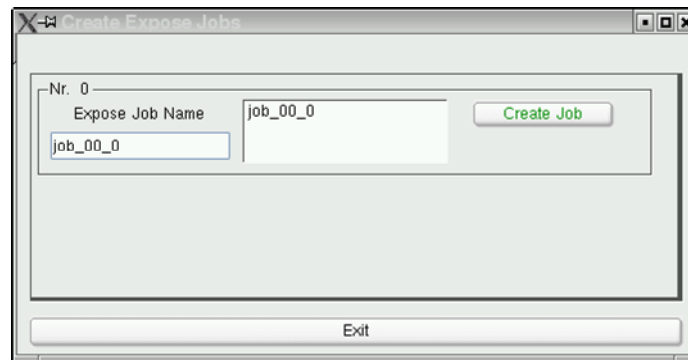 Create Expose Jobs
Nr. 0
Expose Job Name
job_00_0
job_00_0
Create Job
Exit